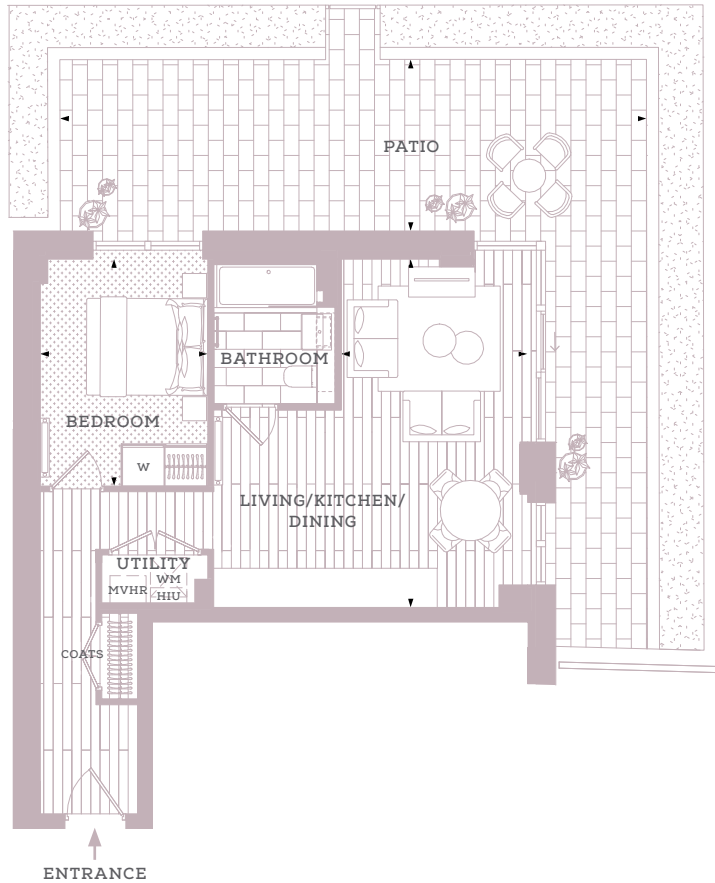 PATIO
BATHROOM
BEDROOM
W
LIVING/KITCHEN/
DINING
UTILITY
WM
MVHR
HIU
COATS
ENTRANCE